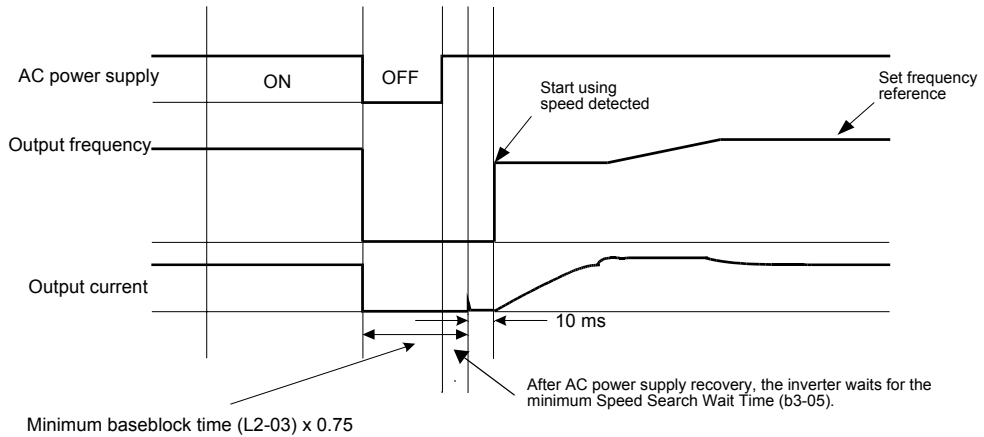 AC power supply
ON
OFF
Start using
speed detected
Set frequency
reference
Output frequency
Output current
10 ms
After AC power supply recovery, the inverter waits for the
minimum Speed Search Wait Time (b3-05).
Minimum baseblock time (L2-03) x 0.75